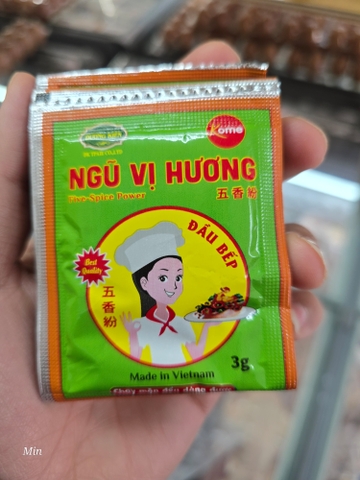 Kome
NGŨ VỊ HƯƠNG
Five-Spice Power
五香粉
ĐẦU BẾP
Best
Quality
五香粉
3g
Made in Vietnam
Min